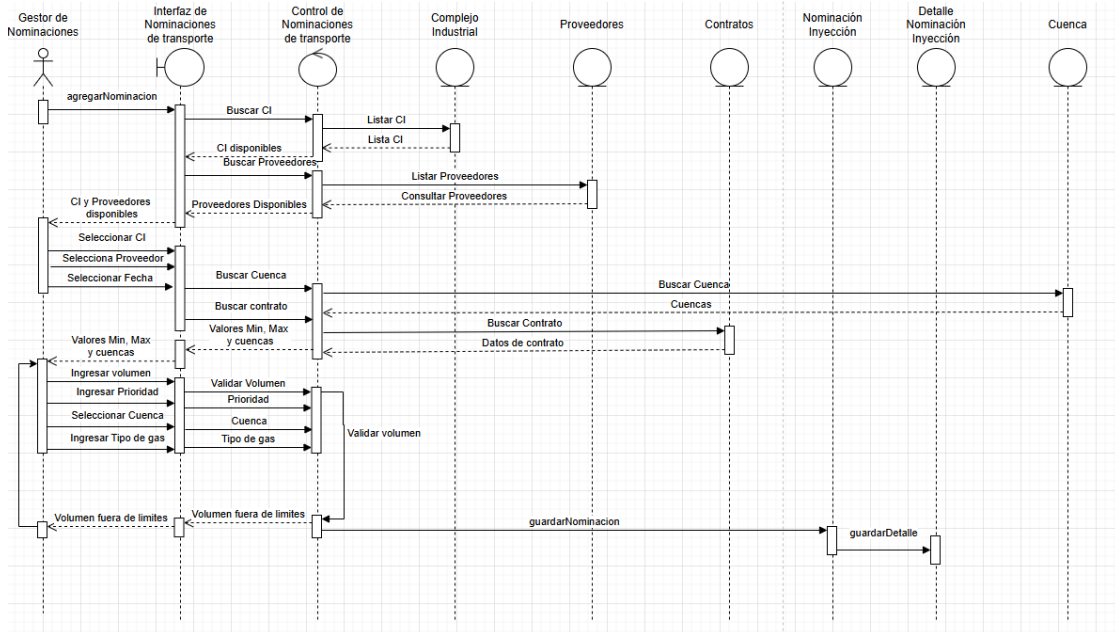 Gestor de
Nominaciones
Interfaz de
Nominaciones
de transporte
Control de
Nominaciones
de transporte
Complejo
Industrial
Proveedores
Contratos
Nominación
Inyección
Detalle
Nominación
Inyección
Cuenca
agregarNominacion
Buscar CI
Listar CI
Lista CI
CI disponibles
Buscar Proveedores
Listar Proveedores
Consultar Proveedores
CI y Proveedores
disponibles
Proveedores Disponibles
Seleccionar CI
Selecciona Proveedor
Seleccionar Fecha
Buscar Cuenca
Buscar Cuenca
Cuencas
Buscar contrato
Buscar Contrato
Valores Min, Max
y cuencas
Datos de contrato
Valores Min, Max
y cuencas
Ingresar volumen
Validar Volumen
Ingresar Prioridad
Prioridad
Seleccionar Cuenca
Cuenca
Ingresar Tipo de gas
Tipo de gas
Validar volumen
Volumen fuera de limites
Volumen fuera de limites
guardarNominacion
guardarDetalle